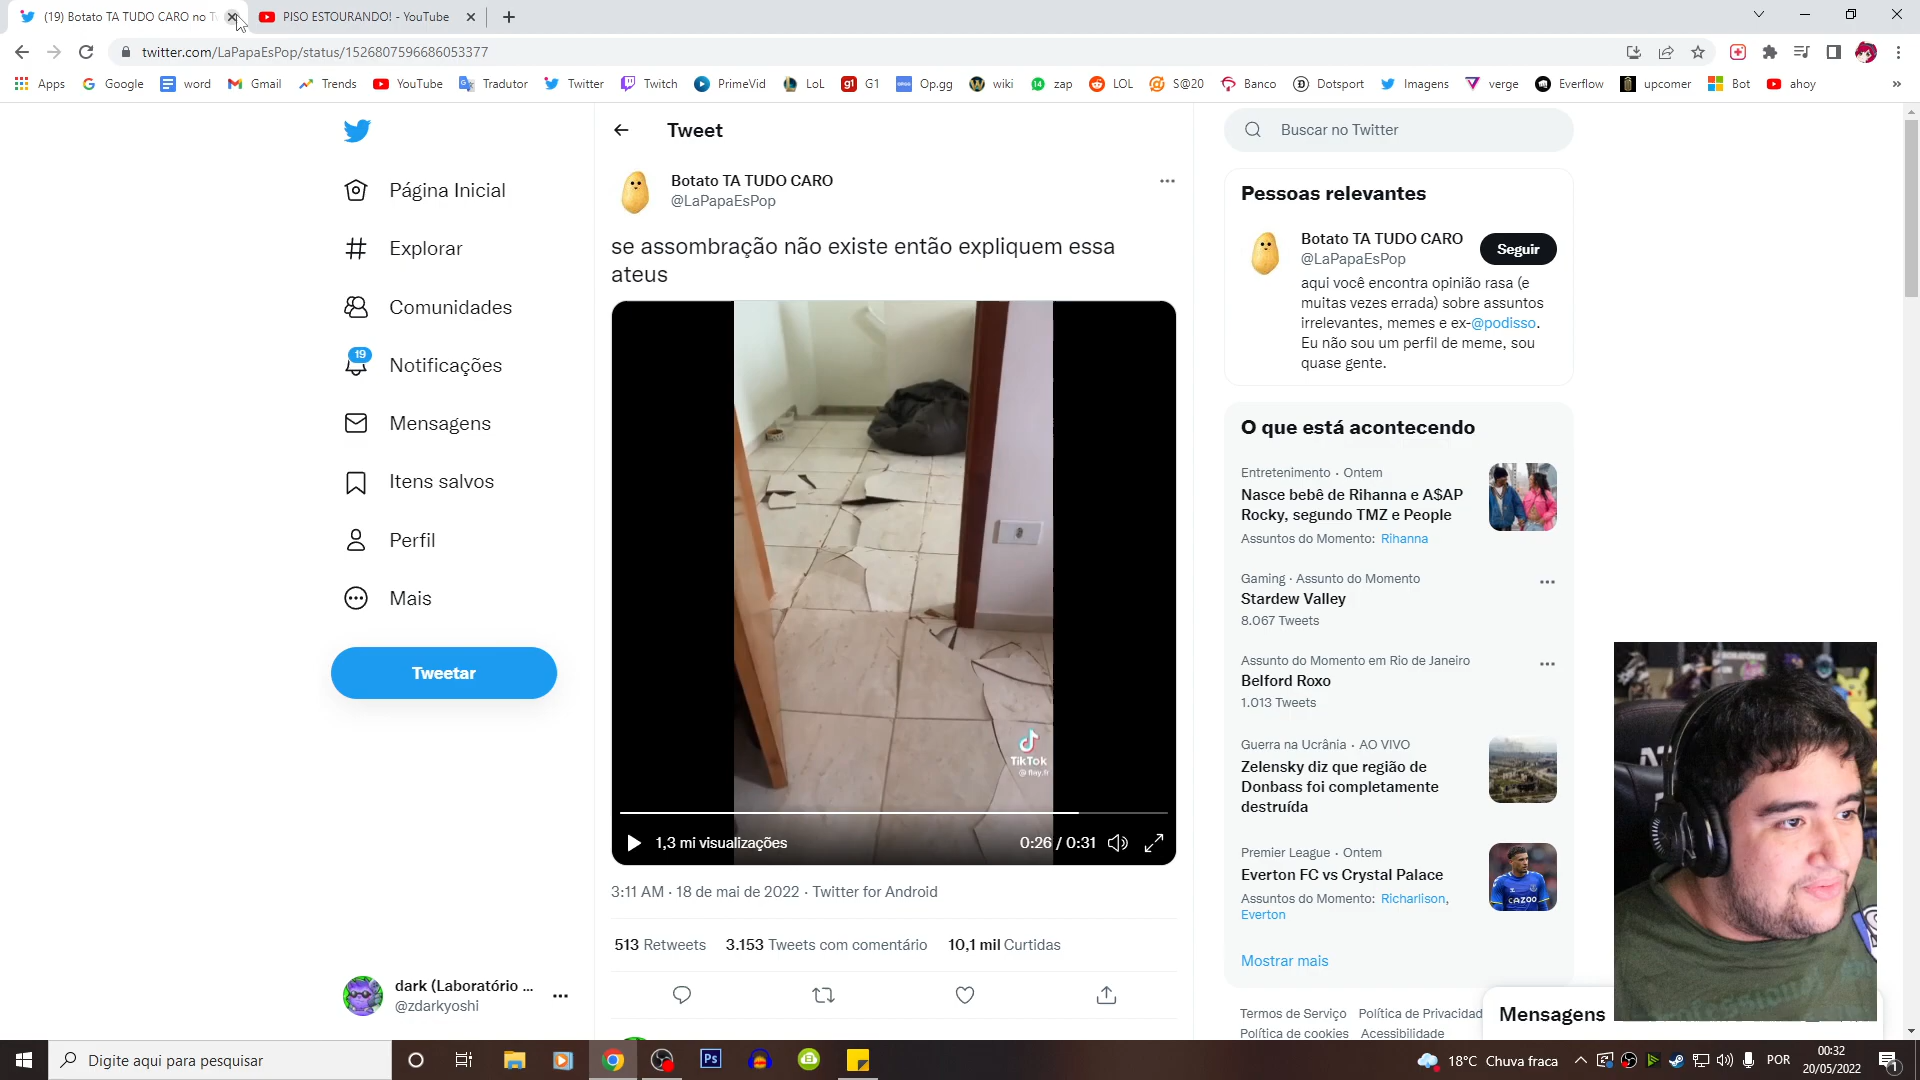 (19) Botato TA TUDO CARO no T
PISO ESTOURANDO! - YouTube
twitter.com/LaPapaEsPop/status/1526807596686053377
Apps Google word Gmail Trends YouTube Tradutor Twitter Twitch PrimeVid LoL G1 Op.gg wiki zap LOL S@20 Banco Dotsport Imagens verge Everflow upcomer Bot ahoy »
Tweet
Buscar no Twitter
Página Inicial
Explorar
Comunidades
19
Notificações
Mensagens
Itens salvos
Perfil
Mais
Tweetar
dark (Laboratório ...
@zdarkyoshi
Botato TA TUDO CARO
@LaPapaEsPop
se assombração não existe então expliquem essa
ateus
TikTok
1,3 mi visualizações
0:26 / 0:31
3:11 AM · 18 de mai de 2022 · Twitter for Android
513 Retweets 3.153 Tweets com comentário 10,1 mil Curtidas
Pessoas relevantes
Botato TA TUDO CARO
@LaPapaEsPop
Seguir
aqui você encontra opinião rasa (e
muitas vezes errada) sobre assuntos
irrelevantes, memes e ex-@podisso.
Eu não sou um perfil de meme, sou
quase gente.
O que está acontecendo
Entretenimento · Ontem
Nasce bebê de Rihanna e A$AP
Rocky, segundo TMZ e People
Assuntos do Momento: Rihanna
Gaming · Assunto do Momento
Stardew Valley
8.067 Tweets
Assunto do Momento em Rio de Janeiro
Belford Roxo
1.013 Tweets
Guerra na Ucrânia · AO VIVO
Zelensky diz que região de
Donbass foi completamente
destruída
Premier League · Ontem
Everton FC vs Crystal Palace
Assuntos do Momento: Richarlison,
Everton
CAZOO
Mostrar mais
Termos de Serviço Política de Privacidad
Política de cookies Acessibilidade
Mensagens
Digite aqui para pesquisar
Ps
18°C Chuva fraca
POR
00:32
20/05/2022
1